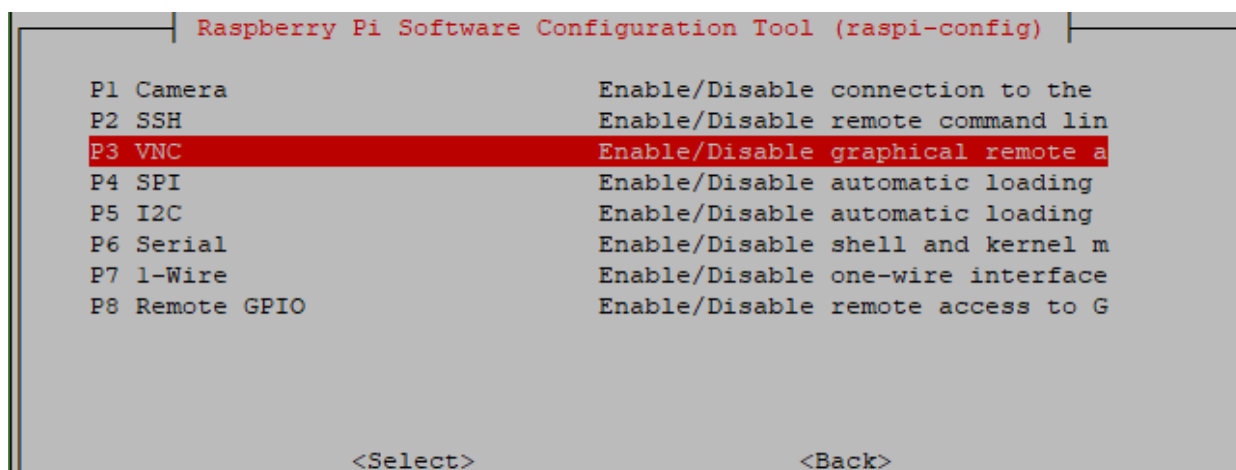 Raspberry Pi Software Configuration Tool (raspi-config)
P1 Camera Enable/Disable connection to the
P2 SSH Enable/Disable remote command lin
P3 VNC Enable/Disable graphical remote a
P4 SPI Enable/Disable automatic loading
P5 I2C Enable/Disable automatic loading
P6 Serial Enable/Disable shell and kernel m
P7 1-Wire Enable/Disable one-wire interface
P8 Remote GPIO Enable/Disable remote access to G
<Select> <Back>